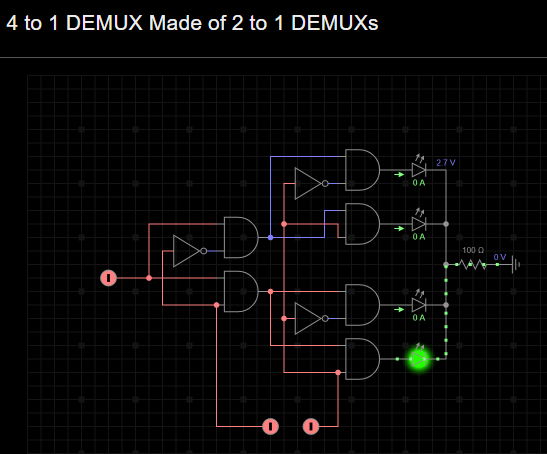 4 to 1 DEMUX Made of 2 to 1 DEMUXs
2.7 V
0 A
0 A
100 Ω
0 V
0 A